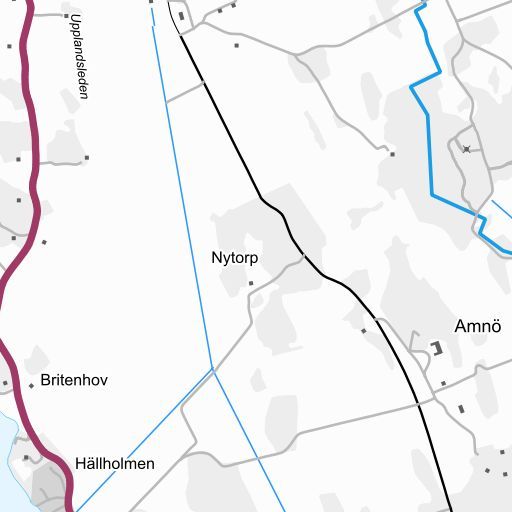 Upplandsleden
Nytorp
Amnö
Britenhov
Hällholmen